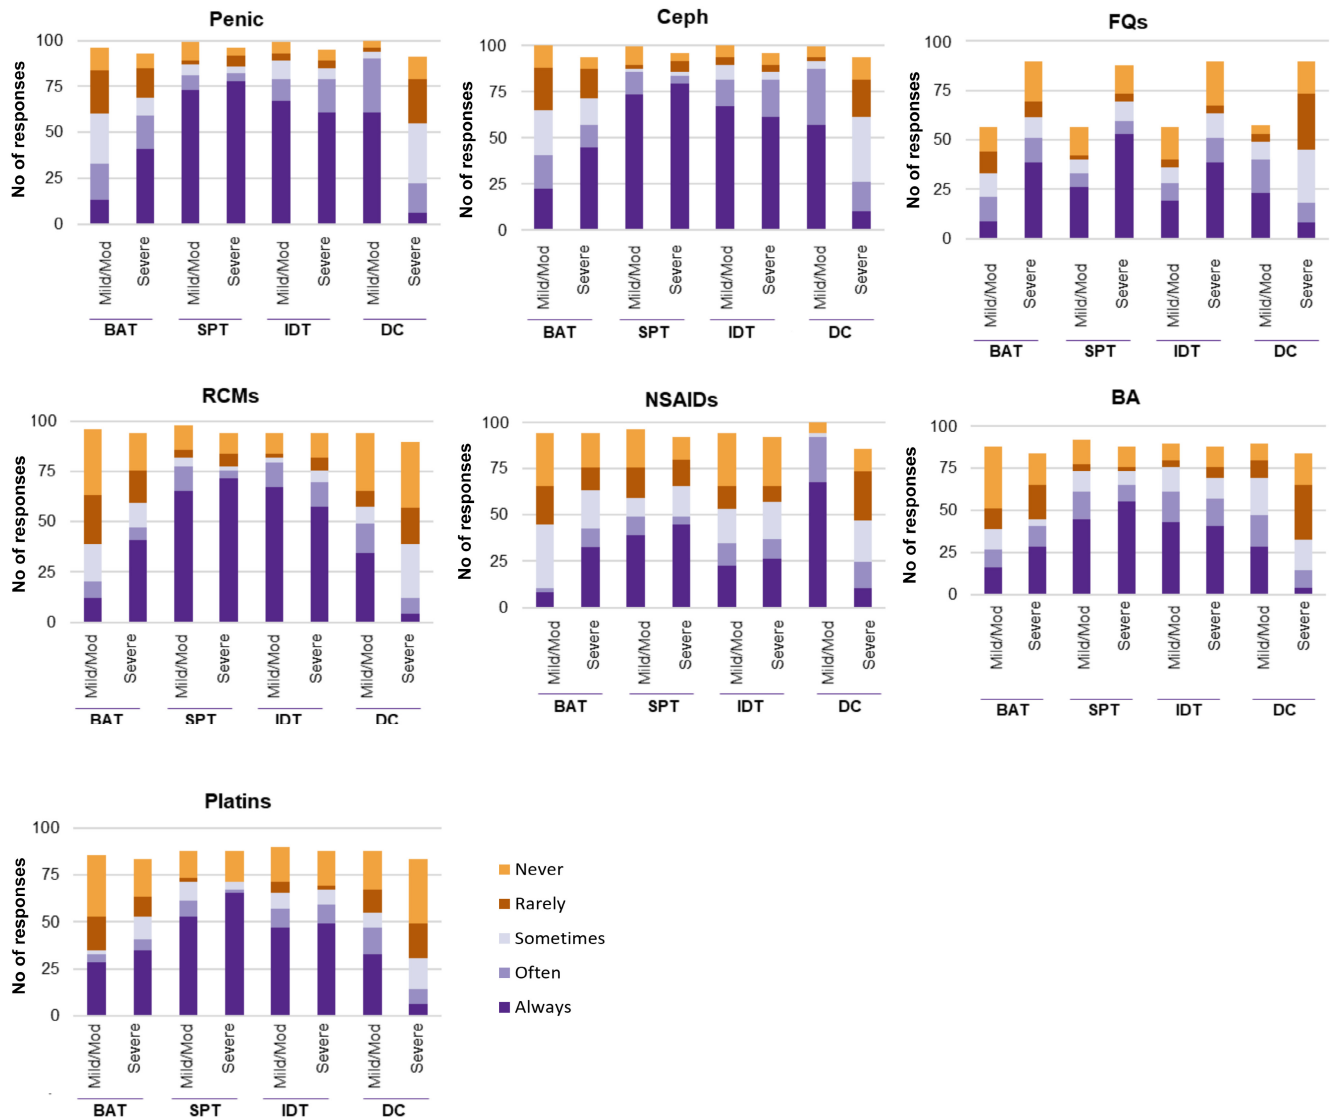 Penic
No of responses
100
75
50
25
0
Mild/Mod Severe Mild/Mod Severe Mild/Mod Severe Mild/Mod Severe
BAT SPT IDT DC
Ceph
No of responses
100
75
50
25
0
Mild/Mod Severe Mild/Mod Severe Mild/Mod Severe Mild/Mod Severe
BAT SPT IDT DC
FQs
No of responses
100
75
50
25
0
Mild/Mod Severe Mild/Mod Severe Mild/Mod Severe Mild/Mod Severe
BAT SPT IDT DC
RCMs
No of responses
100
75
50
25
0
Mild/Mod Severe Mild/Mod Severe Mild/Mod Severe Mild/Mod Severe
BAT SPT IDT DC
NSAIDs
No of responses
100
75
50
25
0
Mild/Mod Severe Mild/Mod Severe Mild/Mod Severe Mild/Mod Severe
BAT SPT IDT DC
BA
No of responses
100
75
50
25
0
Mild/Mod Severe Mild/Mod Severe Mild/Mod Severe Mild/Mod Severe
BAT SPT IDT DC
Platins
No of responses
100
75
50
25
0
Mild/Mod Severe Mild/Mod Severe Mild/Mod Severe Mild/Mod Severe
BAT SPT IDT DC
Never
Rarely
Sometimes
Often
Always